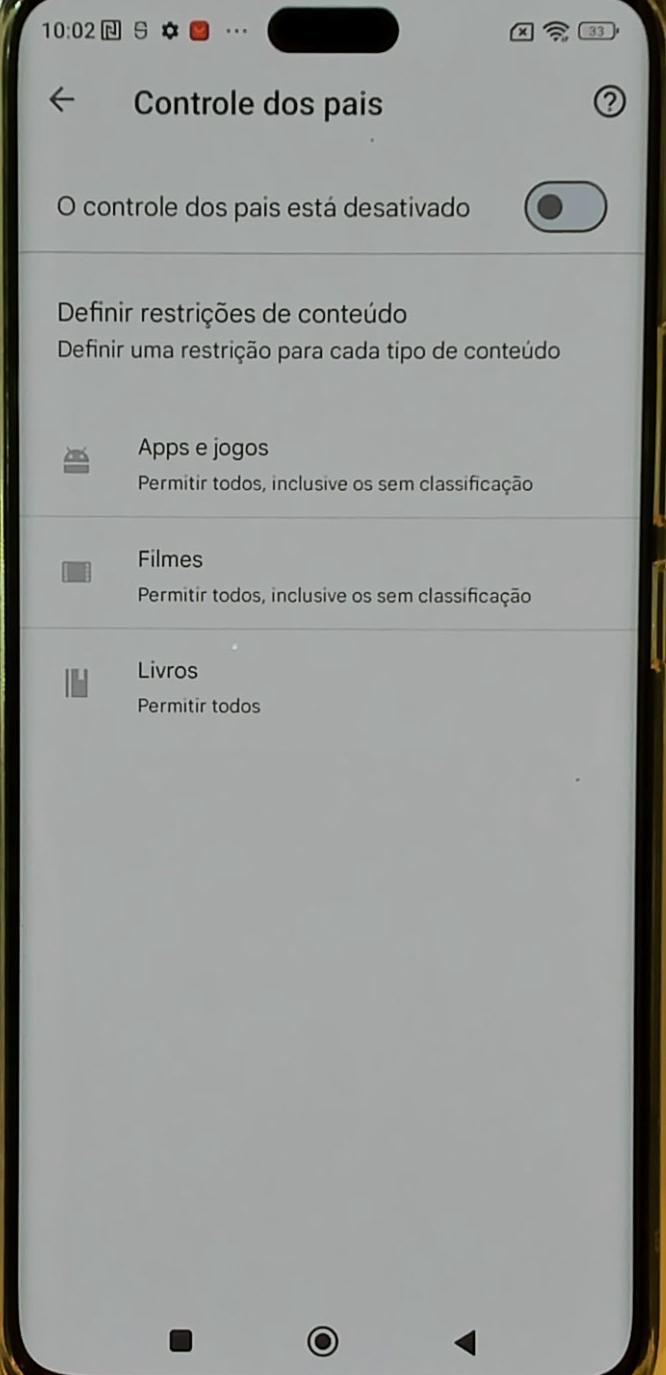 10:02
33
Controle dos pais
O controle dos pais está desativado
Definir restrições de conteúdo
Definir uma restrição para cada tipo de conteúdo
Apps e jogos
Permitir todos, inclusive os sem classificação
Filmes
Permitir todos, inclusive os sem classificação
Livros
Permitir todos